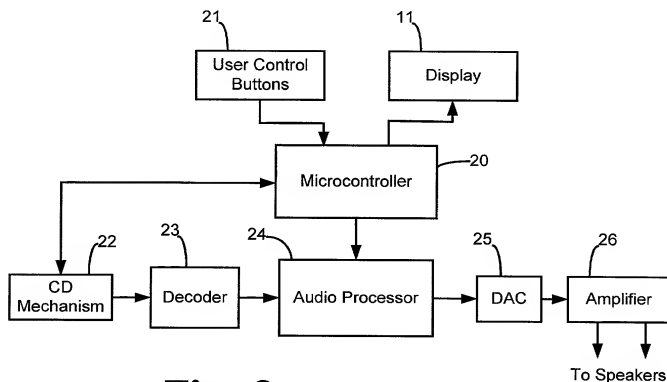 21
11
User Control
Buttons
Display
20
Microcontroller
22
23
24
25
26
CD
Mechanism
Decoder
Audio Processor
DAC
Amplifier
To Speakers